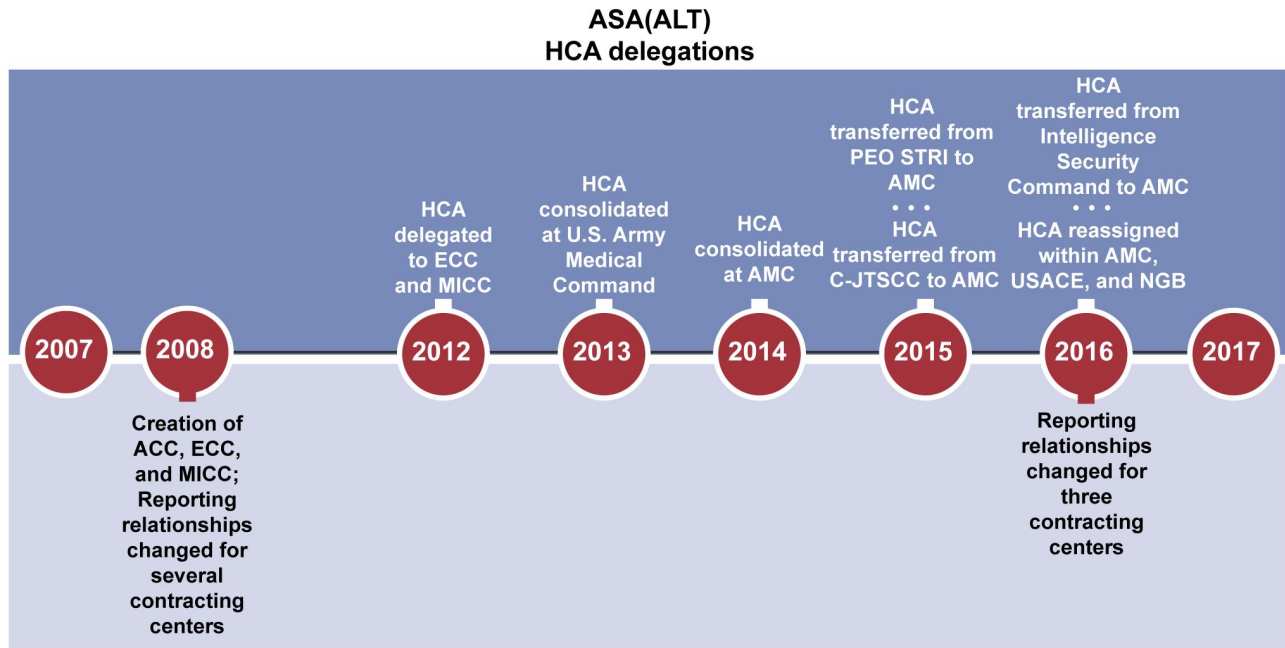 ASA(ALT)
HCA delegations
HCA
delegated
to ECC
and MICC
HCA
consolidated
at U.S. Army
Medical
Command
HCA
consolidated
at AMC
HCA
transferred from
PEO STRI to
AMC
• • •
HCA
transferred from
C-JTSCC to AMC
HCA
transferred from
Intelligence
Security
Command to AMC
• • •
HCA reassigned
within AMC,
USACE, and NGB
2007
2008
2012
2013
2014
2015
2016
2017
Creation of
ACC, ECC,
and MICC;
Reporting
relationships
changed for
several
contracting
centers
Reporting
relationships
changed for
three
contracting
centers